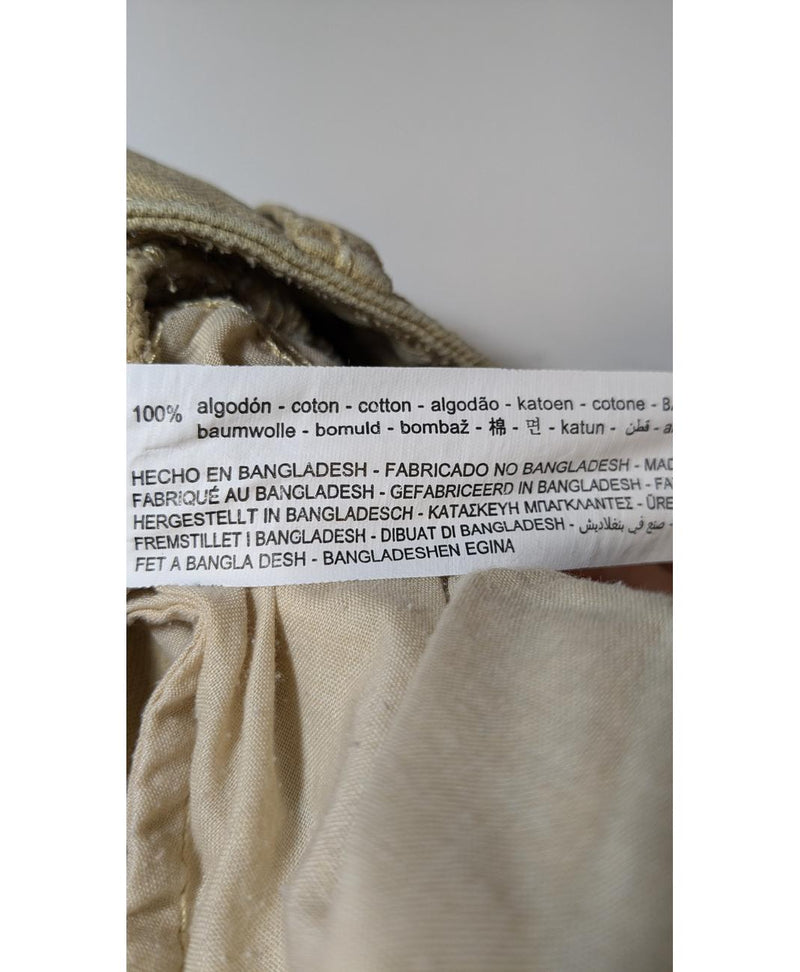 100% algodón - coton - cotton - algodão - katoen - cotone -
baumwolle - bomuld - bombaž - 棉 - 면 - katun - قطن -
HECHO EN BANGLADESH - FABRICADO NO BANGLADESH -
FABRIQUÉ AU BANGLADESH - GEFABRICEERD IN BANGLADESH -
HERGESTELLT IN BANGLADESCH - ΚΑΤΑΣΚΕΥΗ ΜΠΑΓΚΛΑΝΤΕΣ -
FREMSTILLET I BANGLADESH - DIBUAT DI BANGLADESH - صنع في بنغلاديش -
FET A BANGLA DESH - BANGLADESHEN EGINA